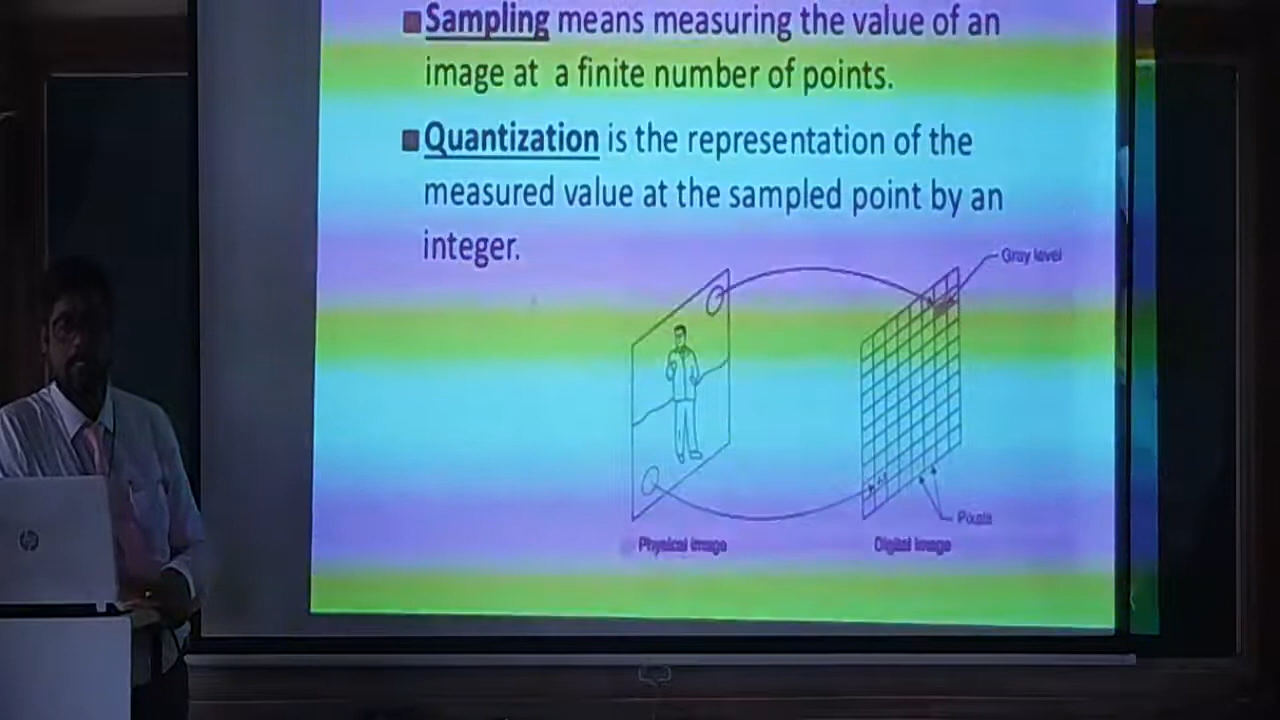 Sampling means measuring the value of an
image at a finite number of points.
Quantization is the representation of the
measured value at the sampled point by an
integer.
Gray level
Pixels
Physical image
Digital image
hp